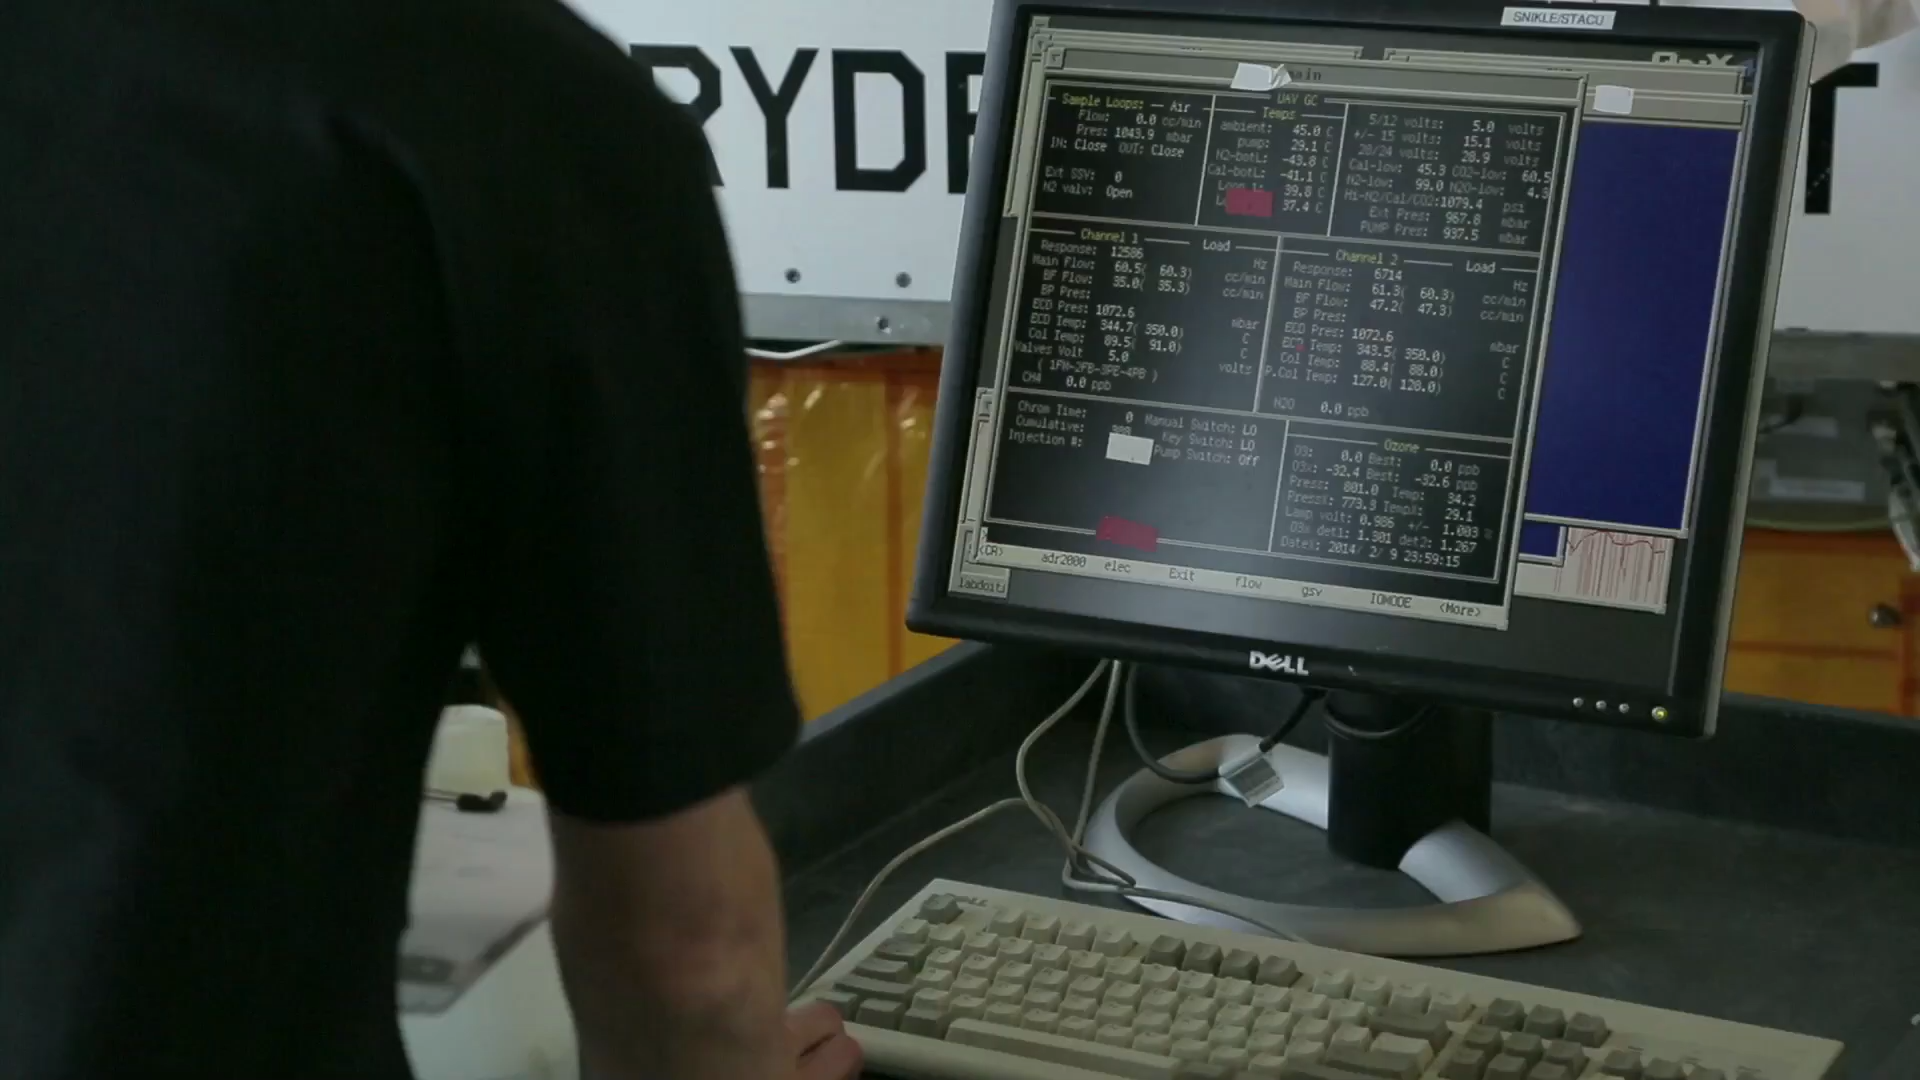 SNIKLE/STACU
RYD
T
QNX
main
UAV GC
Sample Loops: Air
Flow: 0.0 cc/min
Pres: 1043.9 mbar
IN: Close OUT: Close
Ext SSV: 0
N2 valv: Open
Temps
ambient: 45.0 C
pump: 29.1 C
N2-botL: -43.8 C
Cal-botL: -41.1 C
39.8 C
37.4 C
5/12 volts: 5.0 volts
+/- 15 volts: 15.1 volts
28/24 volts: 28.9 volts
Cal-low: 45.3 CO2-low: 60.5
N2-low: 99.0 N2O-low: 4.3
Hi-N2/Cal/CO2:1079.4 psi
Ext Pres: 967.8 mbar
PUMP Pres: 937.5 mbar
Channel 1 Load
Response: 12586 Hz
Main Flow: 60.5( 60.3) cc/min
BF Flow: 35.0( 35.3) cc/min
BP Pres:
ECD Pres: 1072.6 mbar
ECD Temp: 344.7( 350.0) C
Col Temp: 89.5( 91.0) C
Valves Volt 5.0 volts
CH4 0.0 ppb
Channel 2 Load
Response: 6714 Hz
Main Flow: 61.3( 60.3) cc/min
BF Flow: 47.2( 47.3) cc/min
BP Pres:
ECD Pres: 1072.6 mbar
ECD Temp: 343.5( 350.0) C
Col Temp: 88.4( 88.0) C
P.Col Temp: 127.0( 128.0) C
N2O 0.0 ppb
Chrom Time: 0 Manual Switch: LO
Cumulative: Key Switch: LO
Injection #: Pump Switch: Off
Ozone
O3: 0.0 Best: 0.0 ppb
O3x: -32.4 Best: -32.6 ppb
Press: 801.0 Temp: 34.2
PressX: 773.3 TempX: 29.1
Lamp volt: 0.986 +/- 1.003 %
O3x det1: 1.301 det2: 1.267
DateX: 2014/ 2/ 9 23:59:15
<CR> adr2000 elec Exit flow gsv IOMODE <More>
DELL
DELL